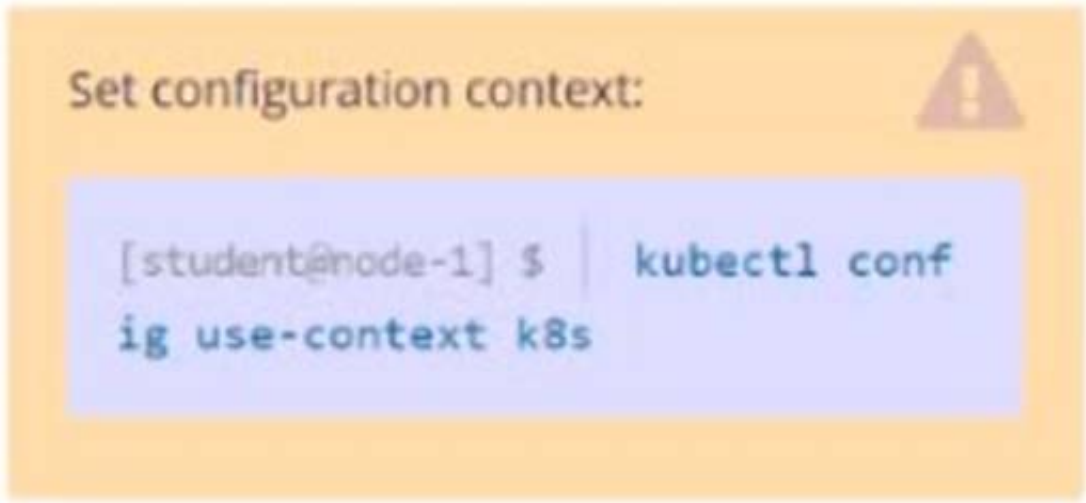 Set configuration context:
[student@node-1] $ | kubectl conf
ig use-context k8s